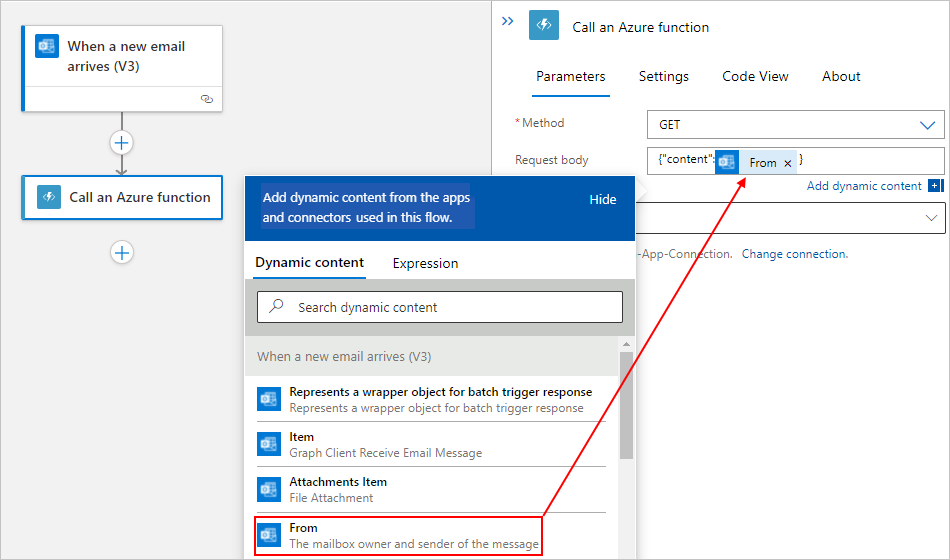 When a new email
arrives (V3)
Call an Azure function
Call an Azure function
Parameters Settings Code View About
* Method
GET
Request body
{"content": From × }
Add dynamic content
-App-Connection. Change connection.
Add dynamic content from the apps
and connectors used in this flow.
Hide
Dynamic content Expression
Search dynamic content
When a new email arrives (V3)
Represents a wrapper object for batch trigger response
Represents a wrapper object for batch trigger response
Item
Graph Client Receive Email Message
Attachments Item
File Attachment
From
The mailbox owner and sender of the message